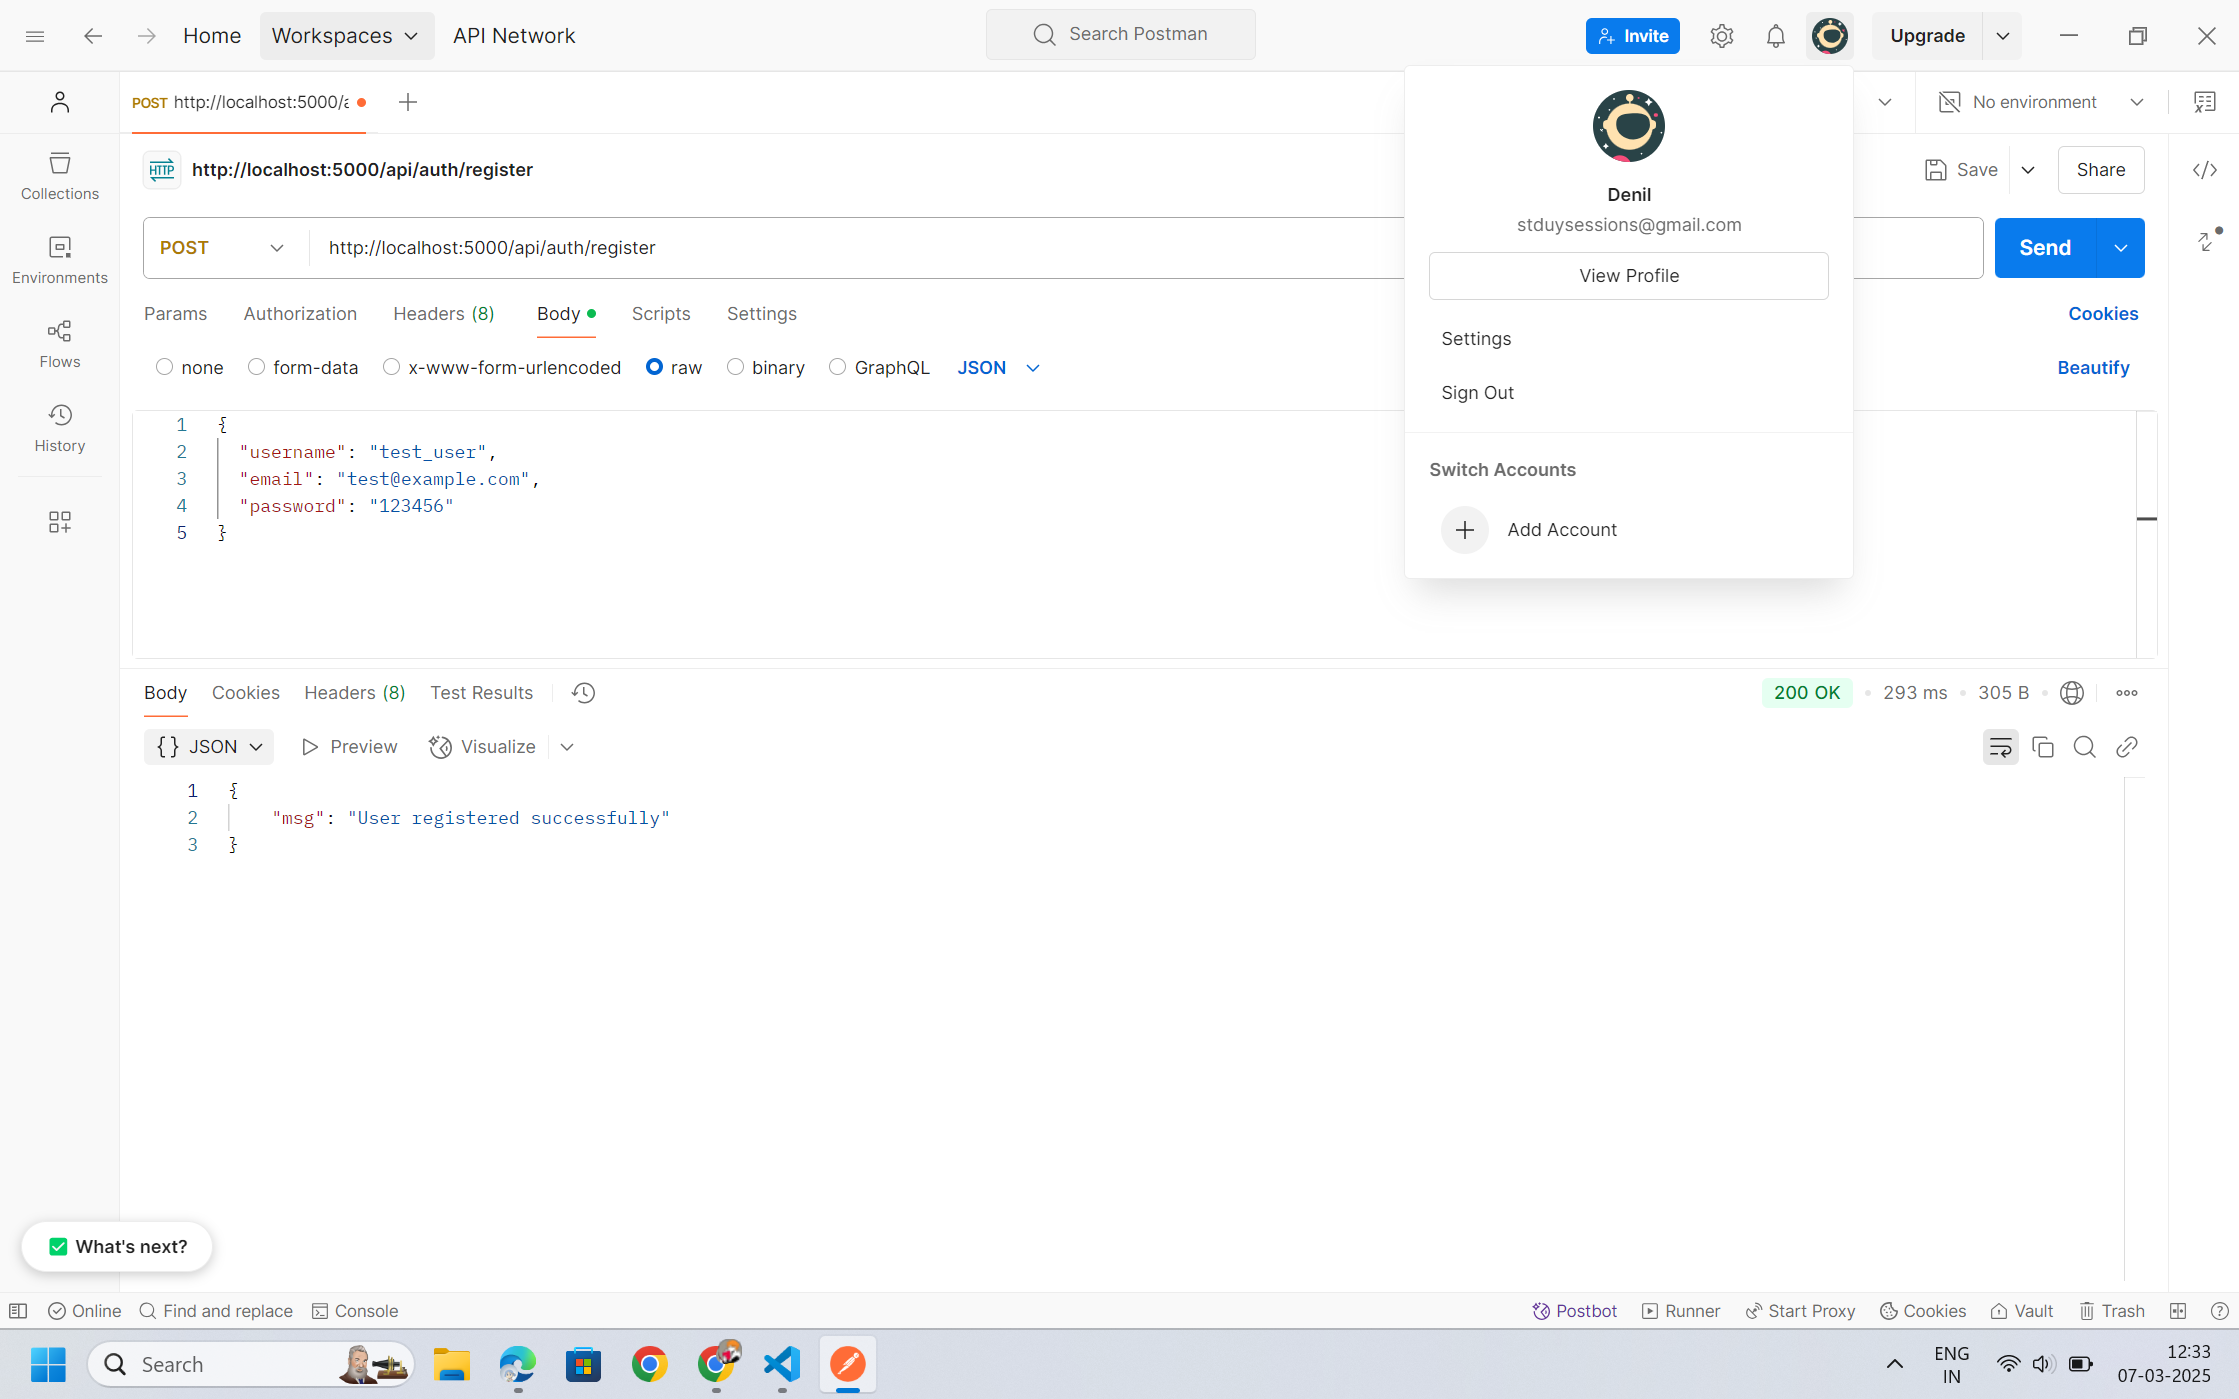 Home Workspaces API Network Search Postman Invite Upgrade
POST http://localhost:5000/a No environment
HTTP http://localhost:5000/api/auth/register Save Share
POST http://localhost:5000/api/auth/register Send
Params Authorization Headers (8) Body Scripts Settings Cookies
none form-data x-www-form-urlencoded raw binary GraphQL JSON Beautify
1 {
2 "username": "test_user",
3 "email": "test@example.com",
4 "password": "123456"
5 }
Collections
Environments
Flows
History
Denil
stduysessions@gmail.com
View Profile
Settings
Sign Out
Switch Accounts
Add Account
Body Cookies Headers (8) Test Results 200 OK 293 ms 305 B
{} JSON Preview Visualize
1 {
2 "msg": "User registered successfully"
3 }
What's next?
Online Find and replace Console Postbot Runner Start Proxy Cookies Vault Trash
Search
ENG
IN
12:33
07-03-2025